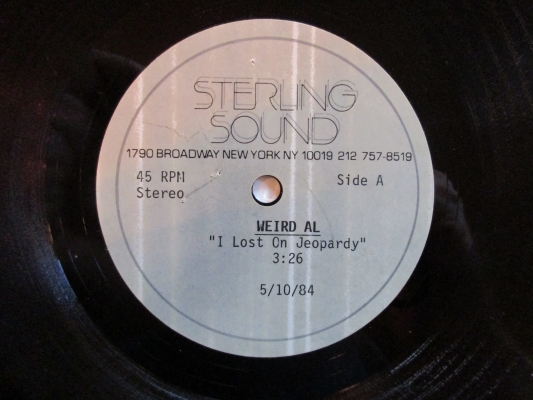 STERLING
SOUND
1790 BROADWAY NEW YORK NY 10019 212 757-8519
45 RPM
Stereo
Side A
WEIRD AL
"I Lost On Jeopardy"
3:26
5/10/84